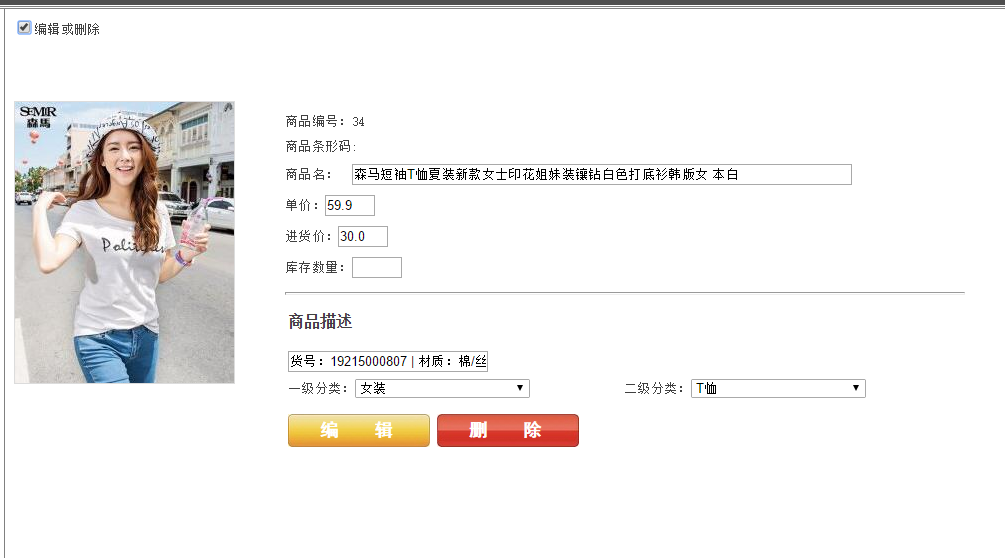 编辑或删除
SEMIR
森馬
Politician
商品编号：34
商品条形码:
商品名： 森马短袖T恤夏装新款女士印花姐妹装镶钻白色打底衫韩版女 本白
单价：59.9
进货价：30.0
库存数量：
商品描述
货号：19215000807 | 材质：棉/丝
一级分类：女装 二级分类：T恤
编 辑 删 除